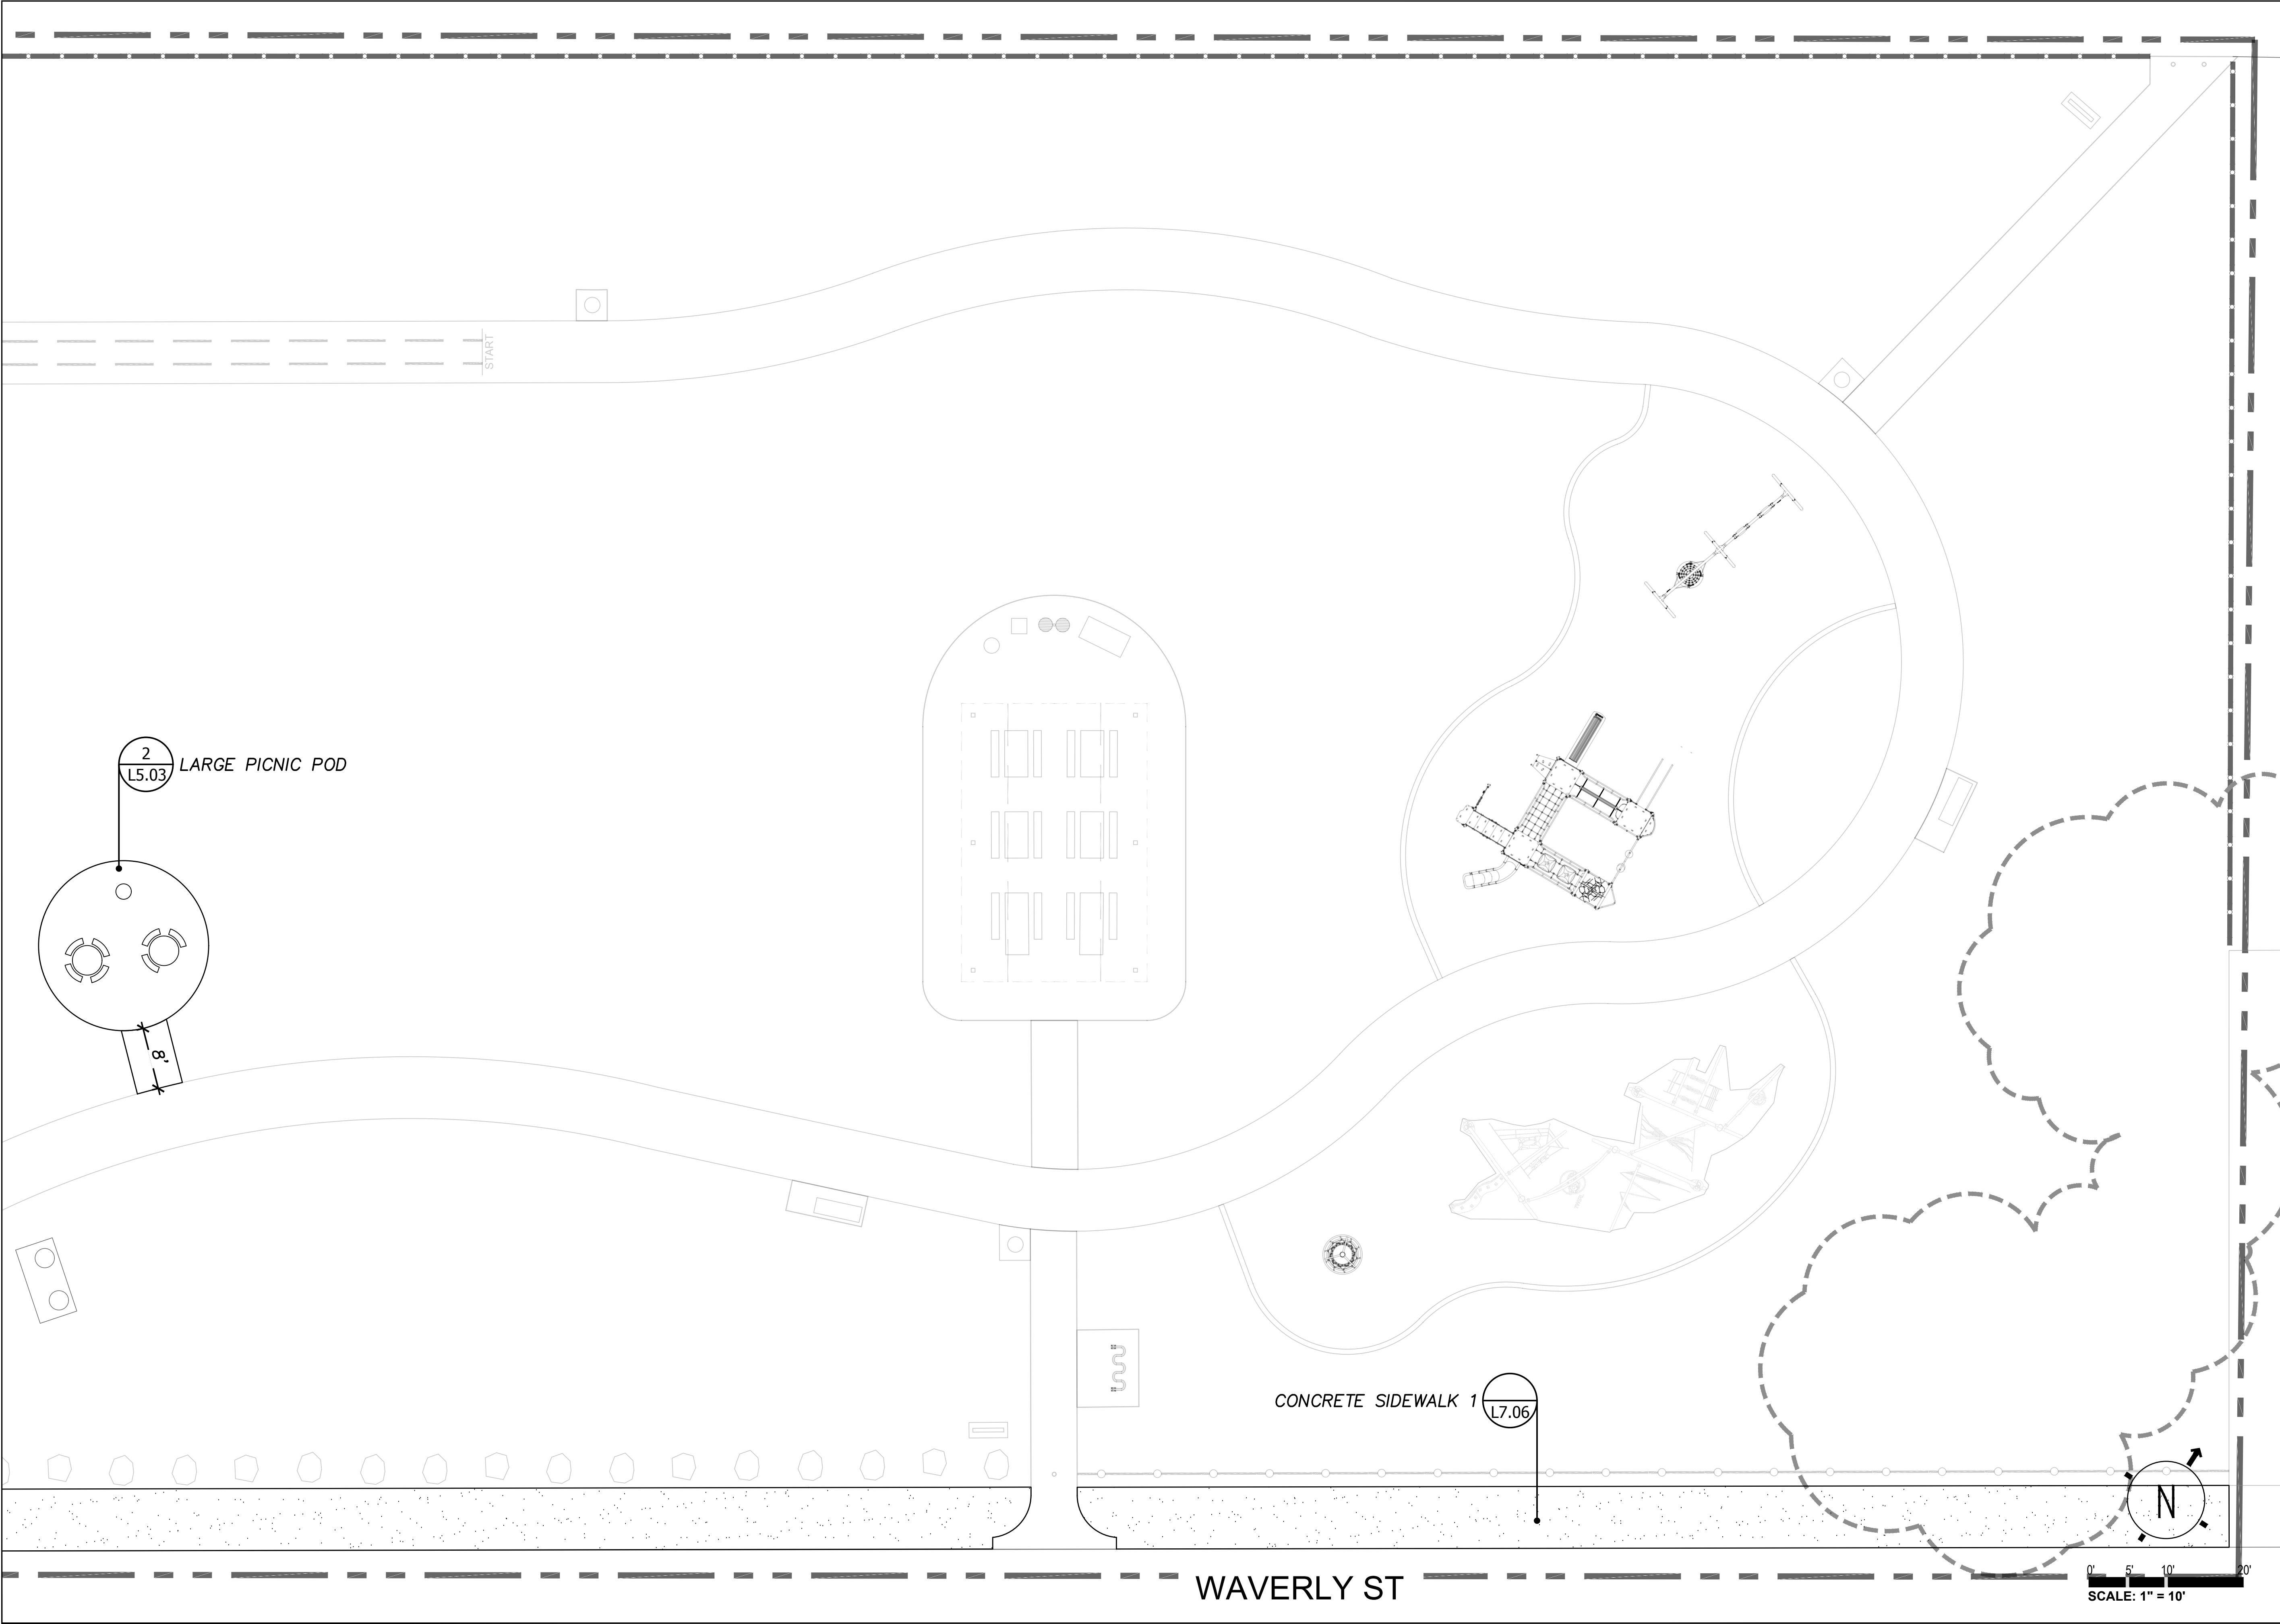 START
2
L5.03
LARGE PICNIC POD
8'
CONCRETE SIDEWALK 1
L7.06
N
WAVERLY ST
0' 5' 10' 20'
SCALE: 1" = 10'